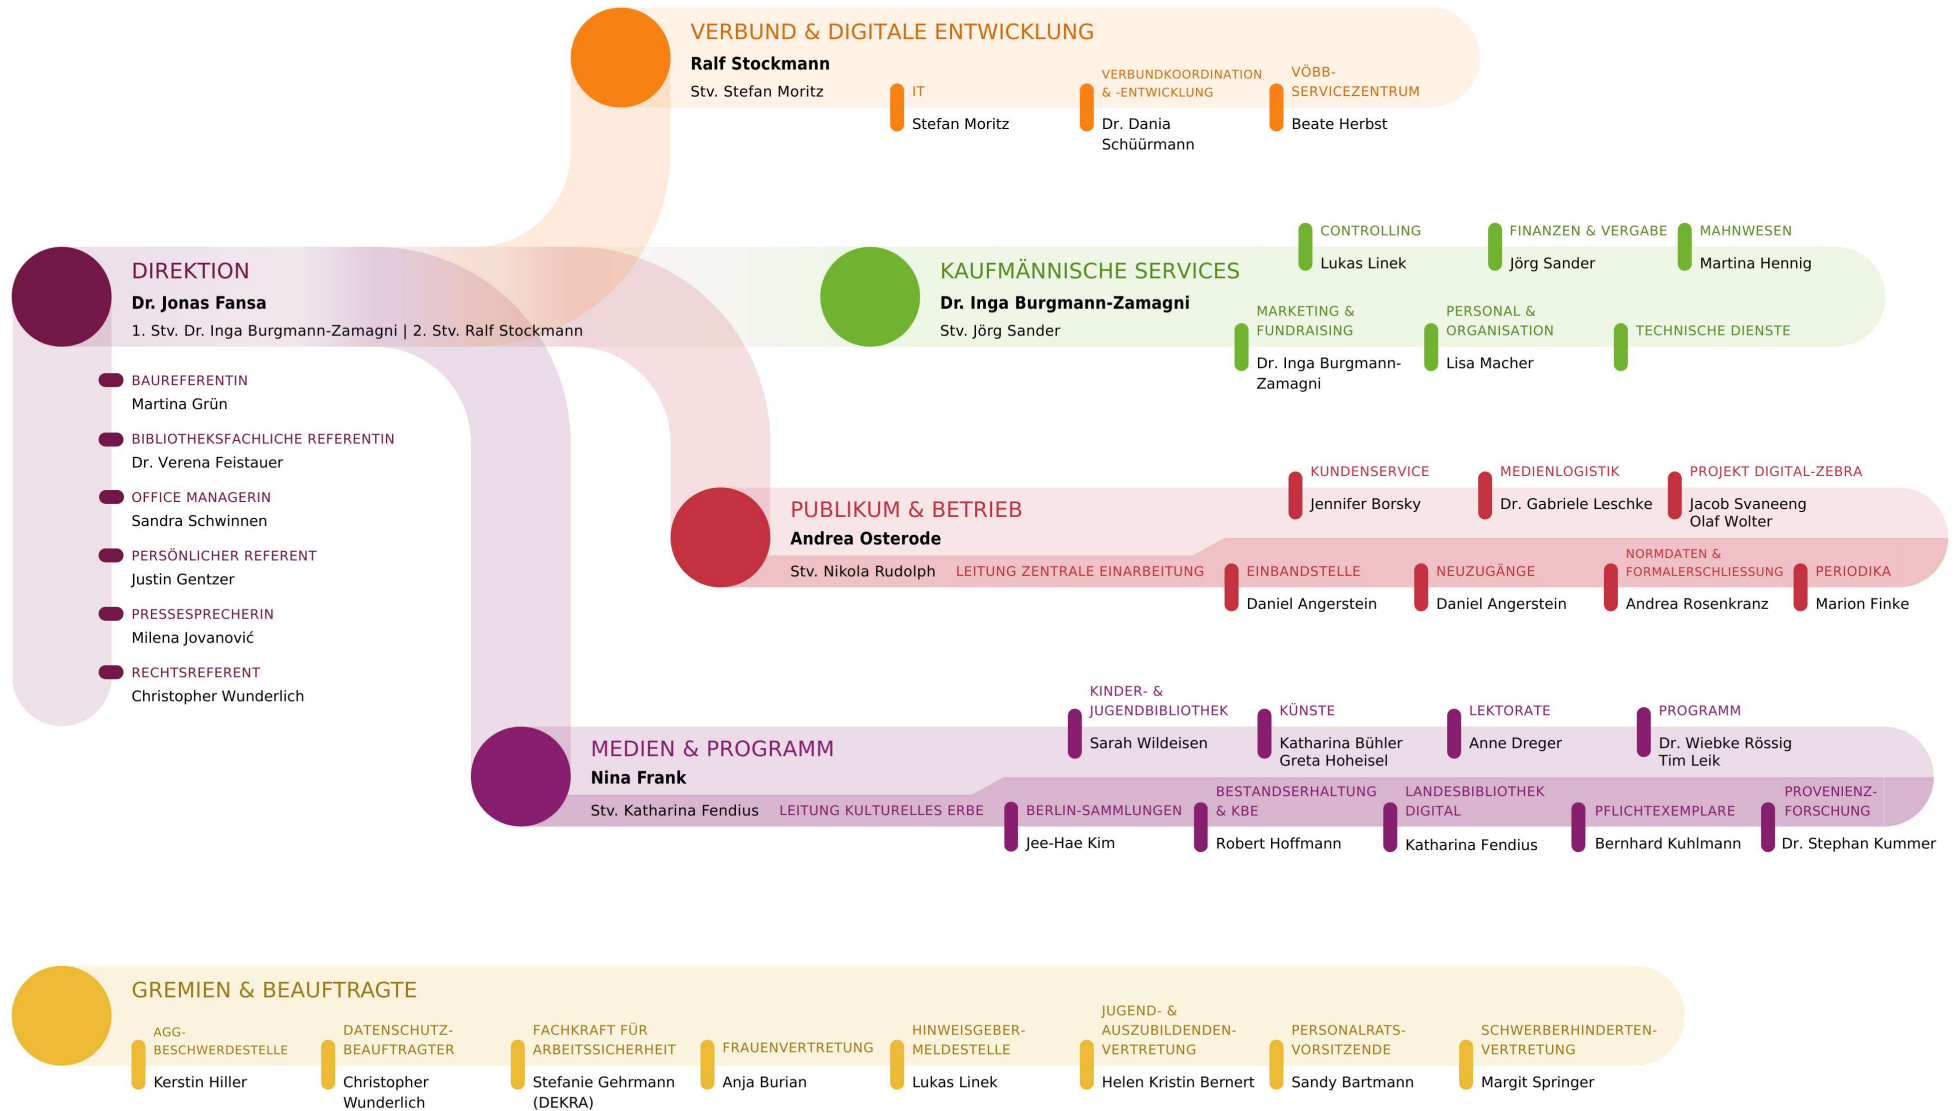 VERBUND & DIGITALE ENTWICKLUNG
Ralf Stockmann
Stv. Stefan Moritz
IT
Stefan Moritz
VERBUNDKOORDINATION
& -ENTWICKLUNG
Dr. Dania
Schüürmann
VÖBB-
SERVICEZENTRUM
Beate Herbst
DIREKTION
Dr. Jonas Fansa
1. Stv. Dr. Inga Burgmann-Zamagni | 2. Stv. Ralf Stockmann
BAUREFERENTIN
Martina Grün
BIBLIOTHEKSFACHLICHE REFERENTIN
Dr. Verena Feistauer
OFFICE MANAGERIN
Sandra Schwinnen
PERSÖNLICHER REFERENT
Justin Gentzer
PRESSESPRECHERIN
Milena Jovanović
RECHTSREFERENT
Christopher Wunderlich
KAUFMÄNNISCHE SERVICES
Dr. Inga Burgmann-Zamagni
Stv. Jörg Sander
CONTROLLING
Lukas Linek
FINANZEN & VERGABE
Jörg Sander
MAHNWESEN
Martina Hennig
MARKETING &
FUNDRAISING
Dr. Inga Burgmann-
Zamagni
PERSONAL &
ORGANISATION
Lisa Macher
TECHNISCHE DIENSTE
PUBLIKUM & BETRIEB
Andrea Osterode
Stv. Nikola Rudolph
KUNDENSERVICE
Jennifer Borsky
MEDIENLOGISTIK
Dr. Gabriele Leschke
PROJEKT DIGITAL-ZEBRA
Jacob Svaneeng
Olaf Wolter
LEITUNG ZENTRALE EINARBEITUNG
EINBANDSTELLE
Daniel Angerstein
NEUZUGÄNGE
Daniel Angerstein
NORMDATEN &
FORMALERSCHLIESSUNG
Andrea Rosenkranz
PERIODIKA
Marion Finke
MEDIEN & PROGRAMM
Nina Frank
Stv. Katharina Fendius
KINDER- &
JUGENDBIBLIOTHEK
Sarah Wildeisen
KÜNSTE
Katharina Bühler
Greta Hoheisel
LEKTORATE
Anne Dreger
PROGRAMM
Dr. Wiebke Rössig
Tim Leik
LEITUNG KULTURELLES ERBE
BERLIN-SAMMLUNGEN
Jee-Hae Kim
BESTANDSERHALTUNG
& KBE
Robert Hoffmann
LANDESBIBLIOTHEK
DIGITAL
Katharina Fendius
PFLICHTEXEMPLARE
Bernhard Kuhlmann
PROVENIENZ-
FORSCHUNG
Dr. Stephan Kummer
GREMIEN & BEAUFTRAGTE
AGG-
BESCHWERDESTELLE
Kerstin Hiller
DATENSCHUTZ-
BEAUFTRAGTER
Christopher
Wunderlich
FACHKRAFT FÜR
ARBEITSSICHERHEIT
Stefanie Gehrmann
(DEKRA)
FRAUENVERTRETUNG
Anja Burian
HINWEISGEBER-
MELDESTELLE
Lukas Linek
JUGEND- &
AUSZUBILDENDEN-
VERTRETUNG
Helen Kristin Bernert
PERSONALRATS-
VORSITZENDE
Sandy Bartmann
SCHWERBERHINDERTEN-
VERTRETUNG
Margit Springer